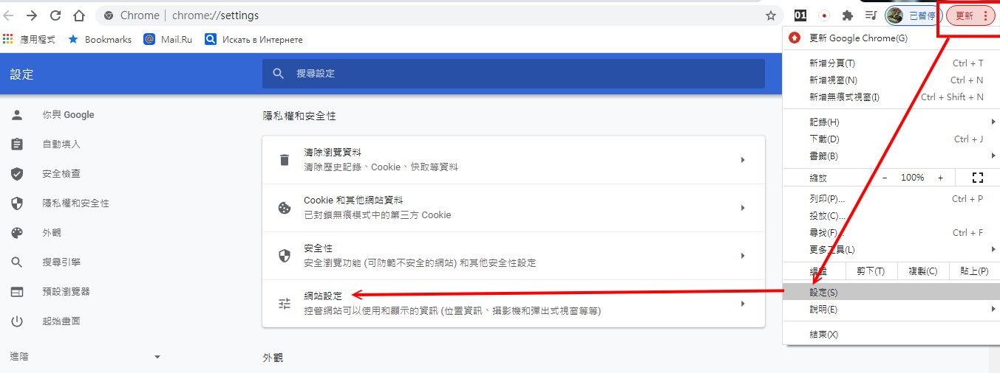 Chrome | chrome://settings
01
已暫停
更新
應用程式
Bookmarks
Mail.Ru
Искать в Интернете
設定
搜尋設定
你與 Google
自動填入
安全檢查
隱私權和安全性
外觀
搜尋引擎
預設瀏覽器
起始畫面
進階
隱私權和安全性
清除瀏覽資料
清除歷史記錄、Cookie、快取等資料
Cookie 和其他網站資料
已封鎖無痕模式中的第三方 Cookie
安全性
安全瀏覽功能 (可防範不安全的網站) 和其他安全性設定
網站設定
控管網站可以使用和顯示的資訊 (位置資訊、攝影機和彈出式視窗等等)
外觀
更新 Google Chrome(G)
新增分頁(T) Ctrl + T
新增視窗(N) Ctrl + N
新增無痕式視窗(I) Ctrl + Shift + N
記錄(H)
下載(D) Ctrl + J
書籤(B)
縮放 − 100% +
列印(P)... Ctrl + P
投放(C)...
尋找(F)... Ctrl + F
更多工具(L)
編輯 剪下(T) 複製(C) 貼上(P)
設定(S)
說明(E)
結束(X)